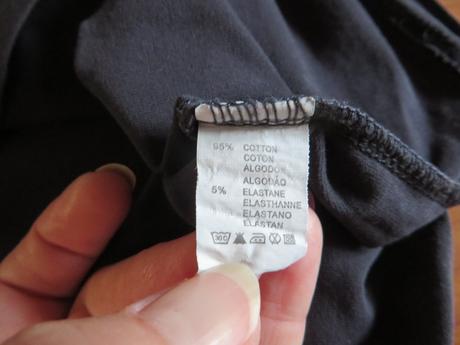 95% COTTON
COTON
ALGODON
ALGODÃO
5% ELASTANE
ELASTHANNE
ELASTANO
ELASTAN
30